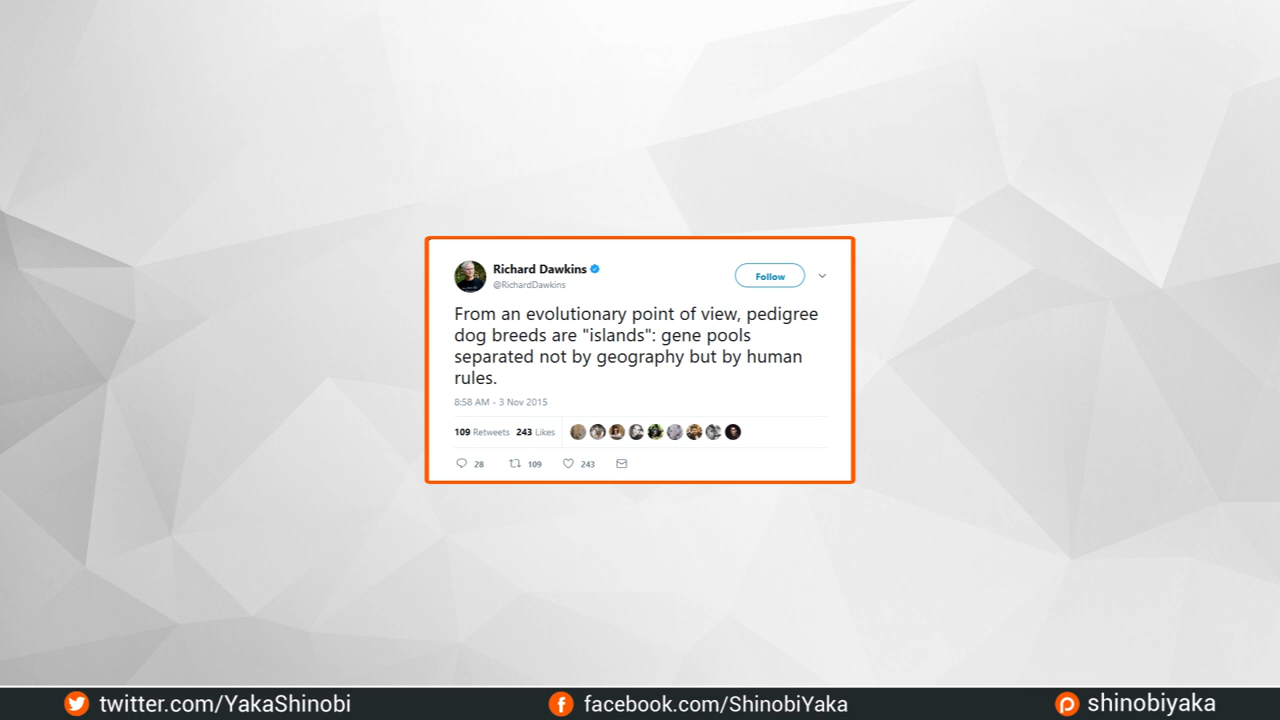 Richard Dawkins
@RichardDawkins
Follow
From an evolutionary point of view, pedigree
dog breeds are "islands": gene pools
separated not by geography but by human
rules.
8:58 AM - 3 Nov 2015
109 Retweets 243 Likes
28 109 243
twitter.com/YakaShinobi facebook.com/ShinobiYaka shinobiyaka